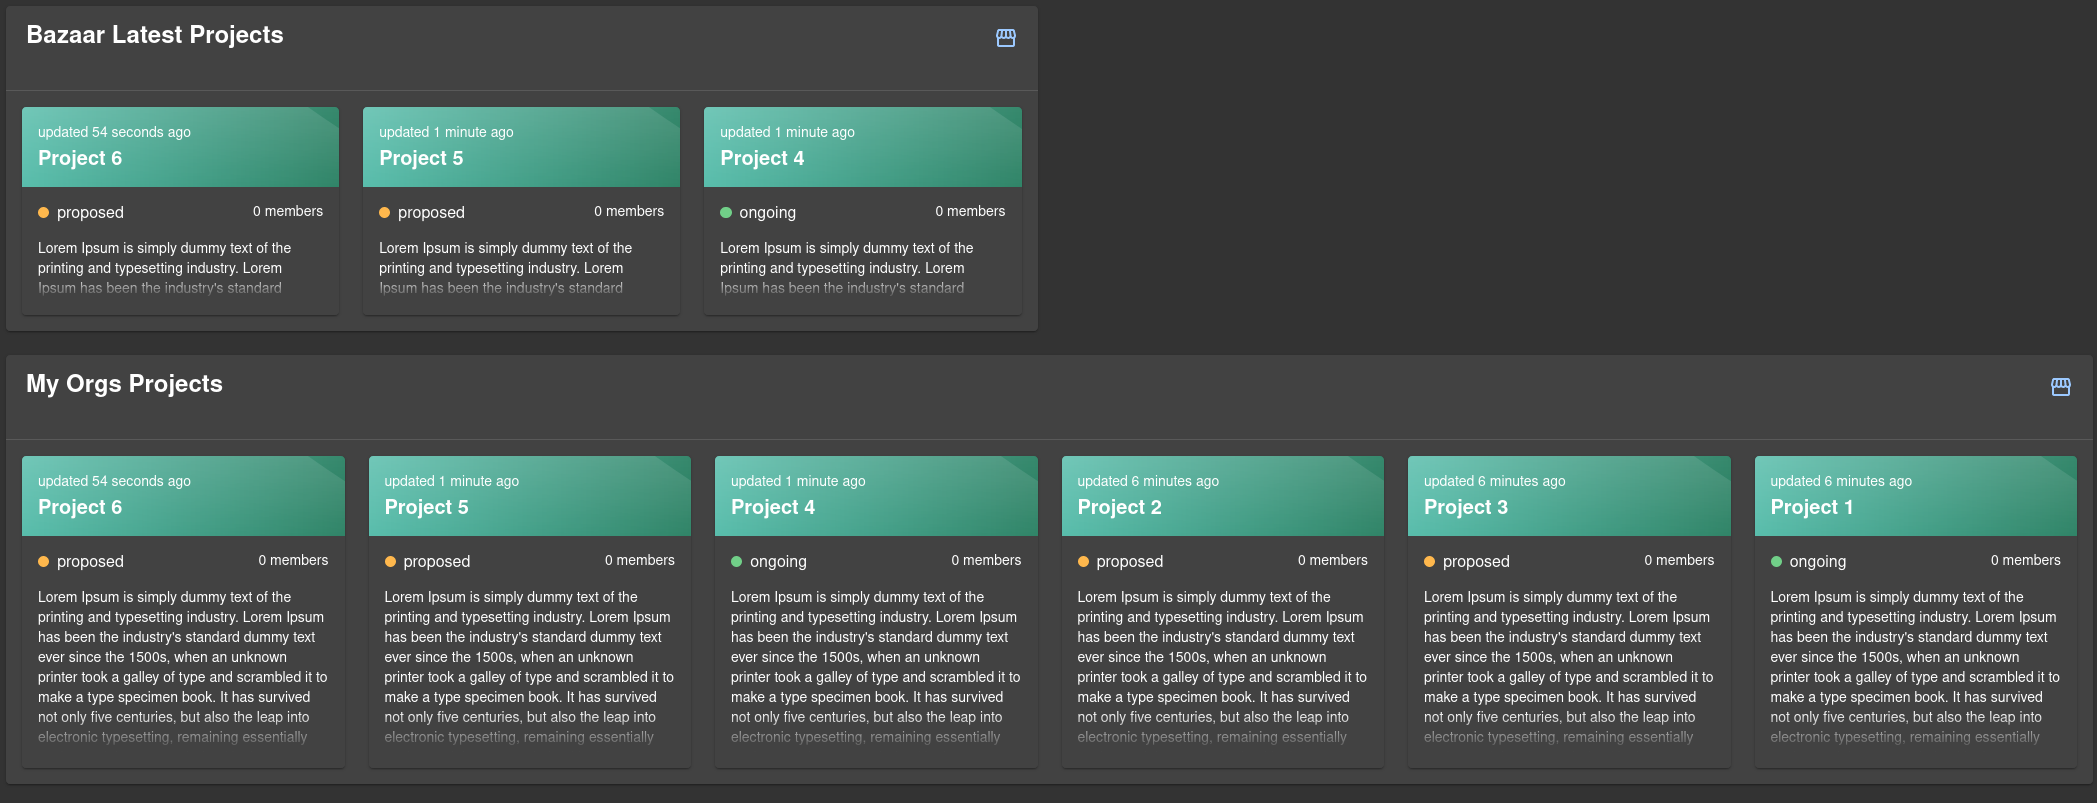 Bazaar Latest Projects
updated 54 seconds ago
Project 6
proposed 0 members
Lorem Ipsum is simply dummy text of the
printing and typesetting industry. Lorem
Ipsum has been the industry's standard
updated 1 minute ago
Project 5
proposed 0 members
Lorem Ipsum is simply dummy text of the
printing and typesetting industry. Lorem
Ipsum has been the industry's standard
updated 1 minute ago
Project 4
ongoing 0 members
Lorem Ipsum is simply dummy text of the
printing and typesetting industry. Lorem
Ipsum has been the industry's standard
My Orgs Projects
updated 54 seconds ago
Project 6
proposed 0 members
Lorem Ipsum is simply dummy text of the
printing and typesetting industry. Lorem Ipsum
has been the industry's standard dummy text
ever since the 1500s, when an unknown
printer took a galley of type and scrambled it to
make a type specimen book. It has survived
not only five centuries, but also the leap into
electronic typesetting, remaining essentially
updated 1 minute ago
Project 5
proposed 0 members
Lorem Ipsum is simply dummy text of the
printing and typesetting industry. Lorem Ipsum
has been the industry's standard dummy text
ever since the 1500s, when an unknown
printer took a galley of type and scrambled it to
make a type specimen book. It has survived
not only five centuries, but also the leap into
electronic typesetting, remaining essentially
updated 1 minute ago
Project 4
ongoing 0 members
Lorem Ipsum is simply dummy text of the
printing and typesetting industry. Lorem Ipsum
has been the industry's standard dummy text
ever since the 1500s, when an unknown
printer took a galley of type and scrambled it to
make a type specimen book. It has survived
not only five centuries, but also the leap into
electronic typesetting, remaining essentially
updated 6 minutes ago
Project 2
proposed 0 members
Lorem Ipsum is simply dummy text of the
printing and typesetting industry. Lorem Ipsum
has been the industry's standard dummy text
ever since the 1500s, when an unknown
printer took a galley of type and scrambled it to
make a type specimen book. It has survived
not only five centuries, but also the leap into
electronic typesetting, remaining essentially
updated 6 minutes ago
Project 3
proposed 0 members
Lorem Ipsum is simply dummy text of the
printing and typesetting industry. Lorem Ipsum
has been the industry's standard dummy text
ever since the 1500s, when an unknown
printer took a galley of type and scrambled it to
make a type specimen book. It has survived
not only five centuries, but also the leap into
electronic typesetting, remaining essentially
updated 6 minutes ago
Project 1
ongoing 0 members
Lorem Ipsum is simply dummy text of the
printing and typesetting industry. Lorem Ipsum
has been the industry's standard dummy text
ever since the 1500s, when an unknown
printer took a galley of type and scrambled it to
make a type specimen book. It has survived
not only five centuries, but also the leap into
electronic typesetting, remaining essentially